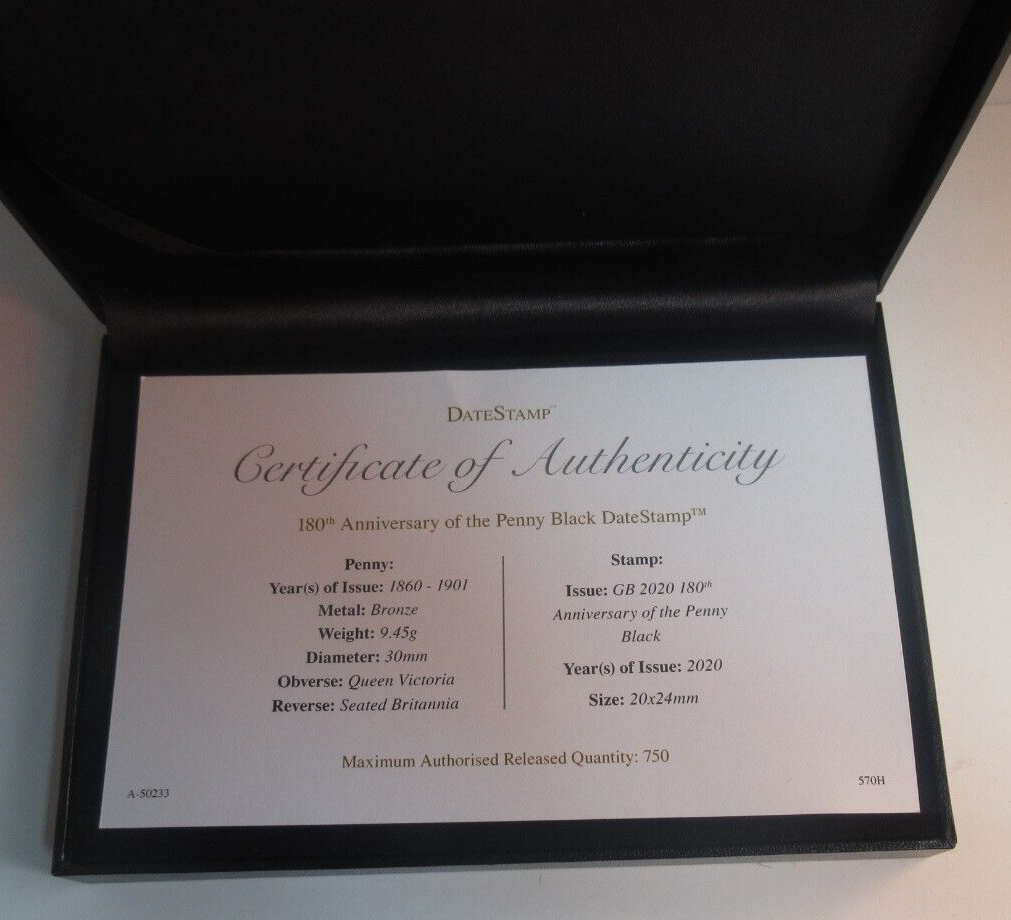 DATESTAMP™
Certificate of Authenticity
180th Anniversary of the Penny Black DateStamp™
Penny:
Year(s) of Issue: 1860 - 1901
Metal: Bronze
Weight: 9.45g
Diameter: 30mm
Obverse: Queen Victoria
Reverse: Seated Britannia
Stamp:
Issue: GB 2020 180th
Anniversary of the Penny
Black
Year(s) of Issue: 2020
Size: 20x24mm
Maximum Authorised Released Quantity: 750
A-50233
570H